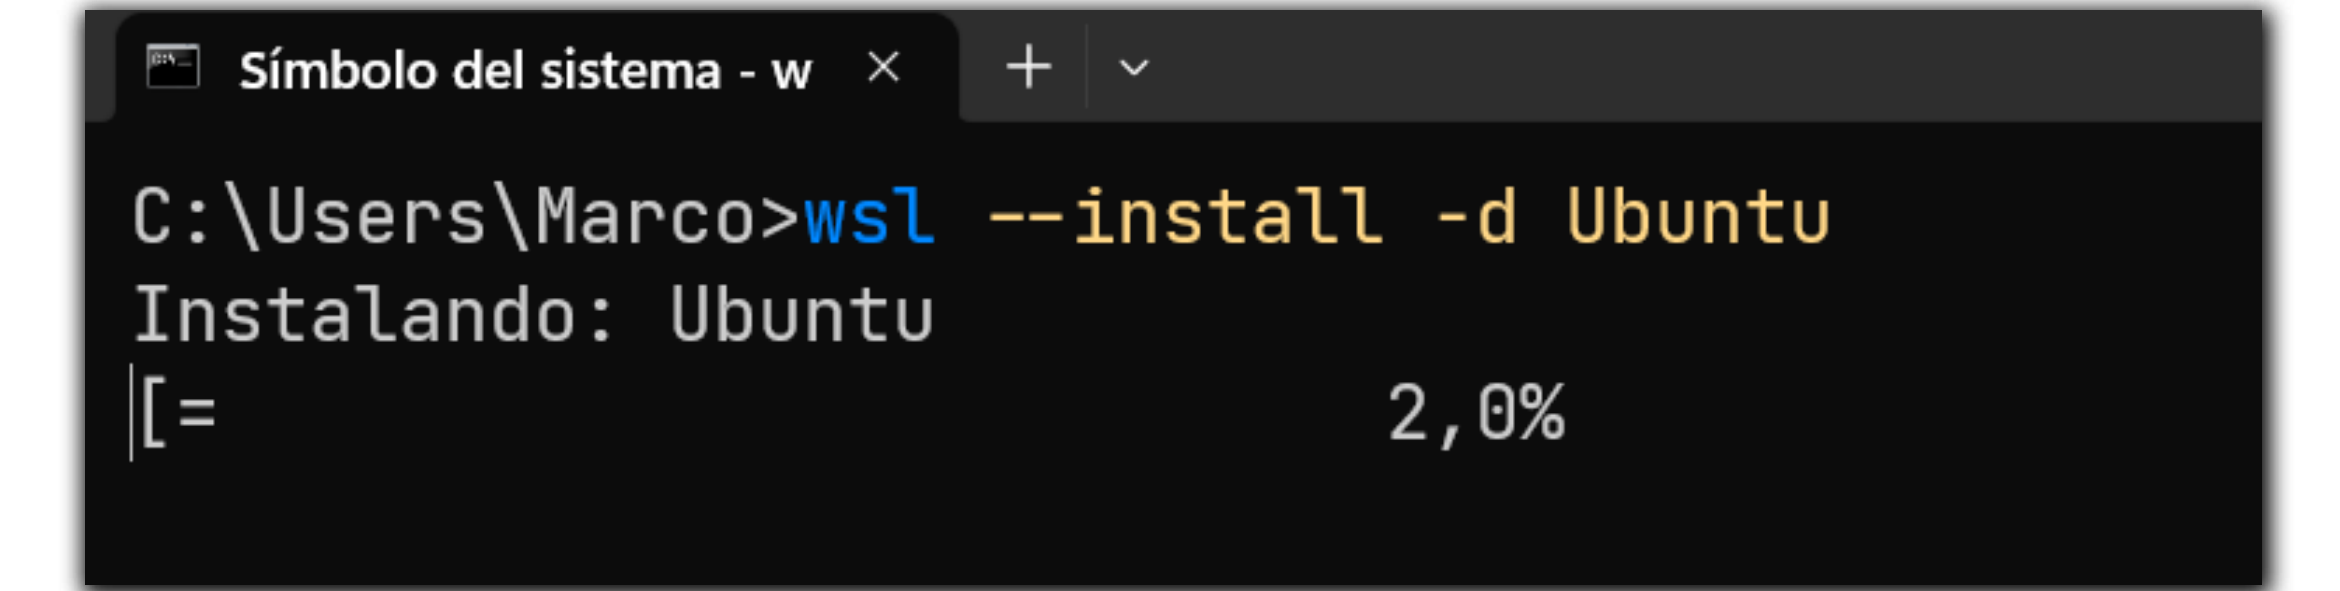 Símbolo del sistema - w
C:\Users\Marco>wsl --install -d Ubuntu
Instalando: Ubuntu
[= 2,0%